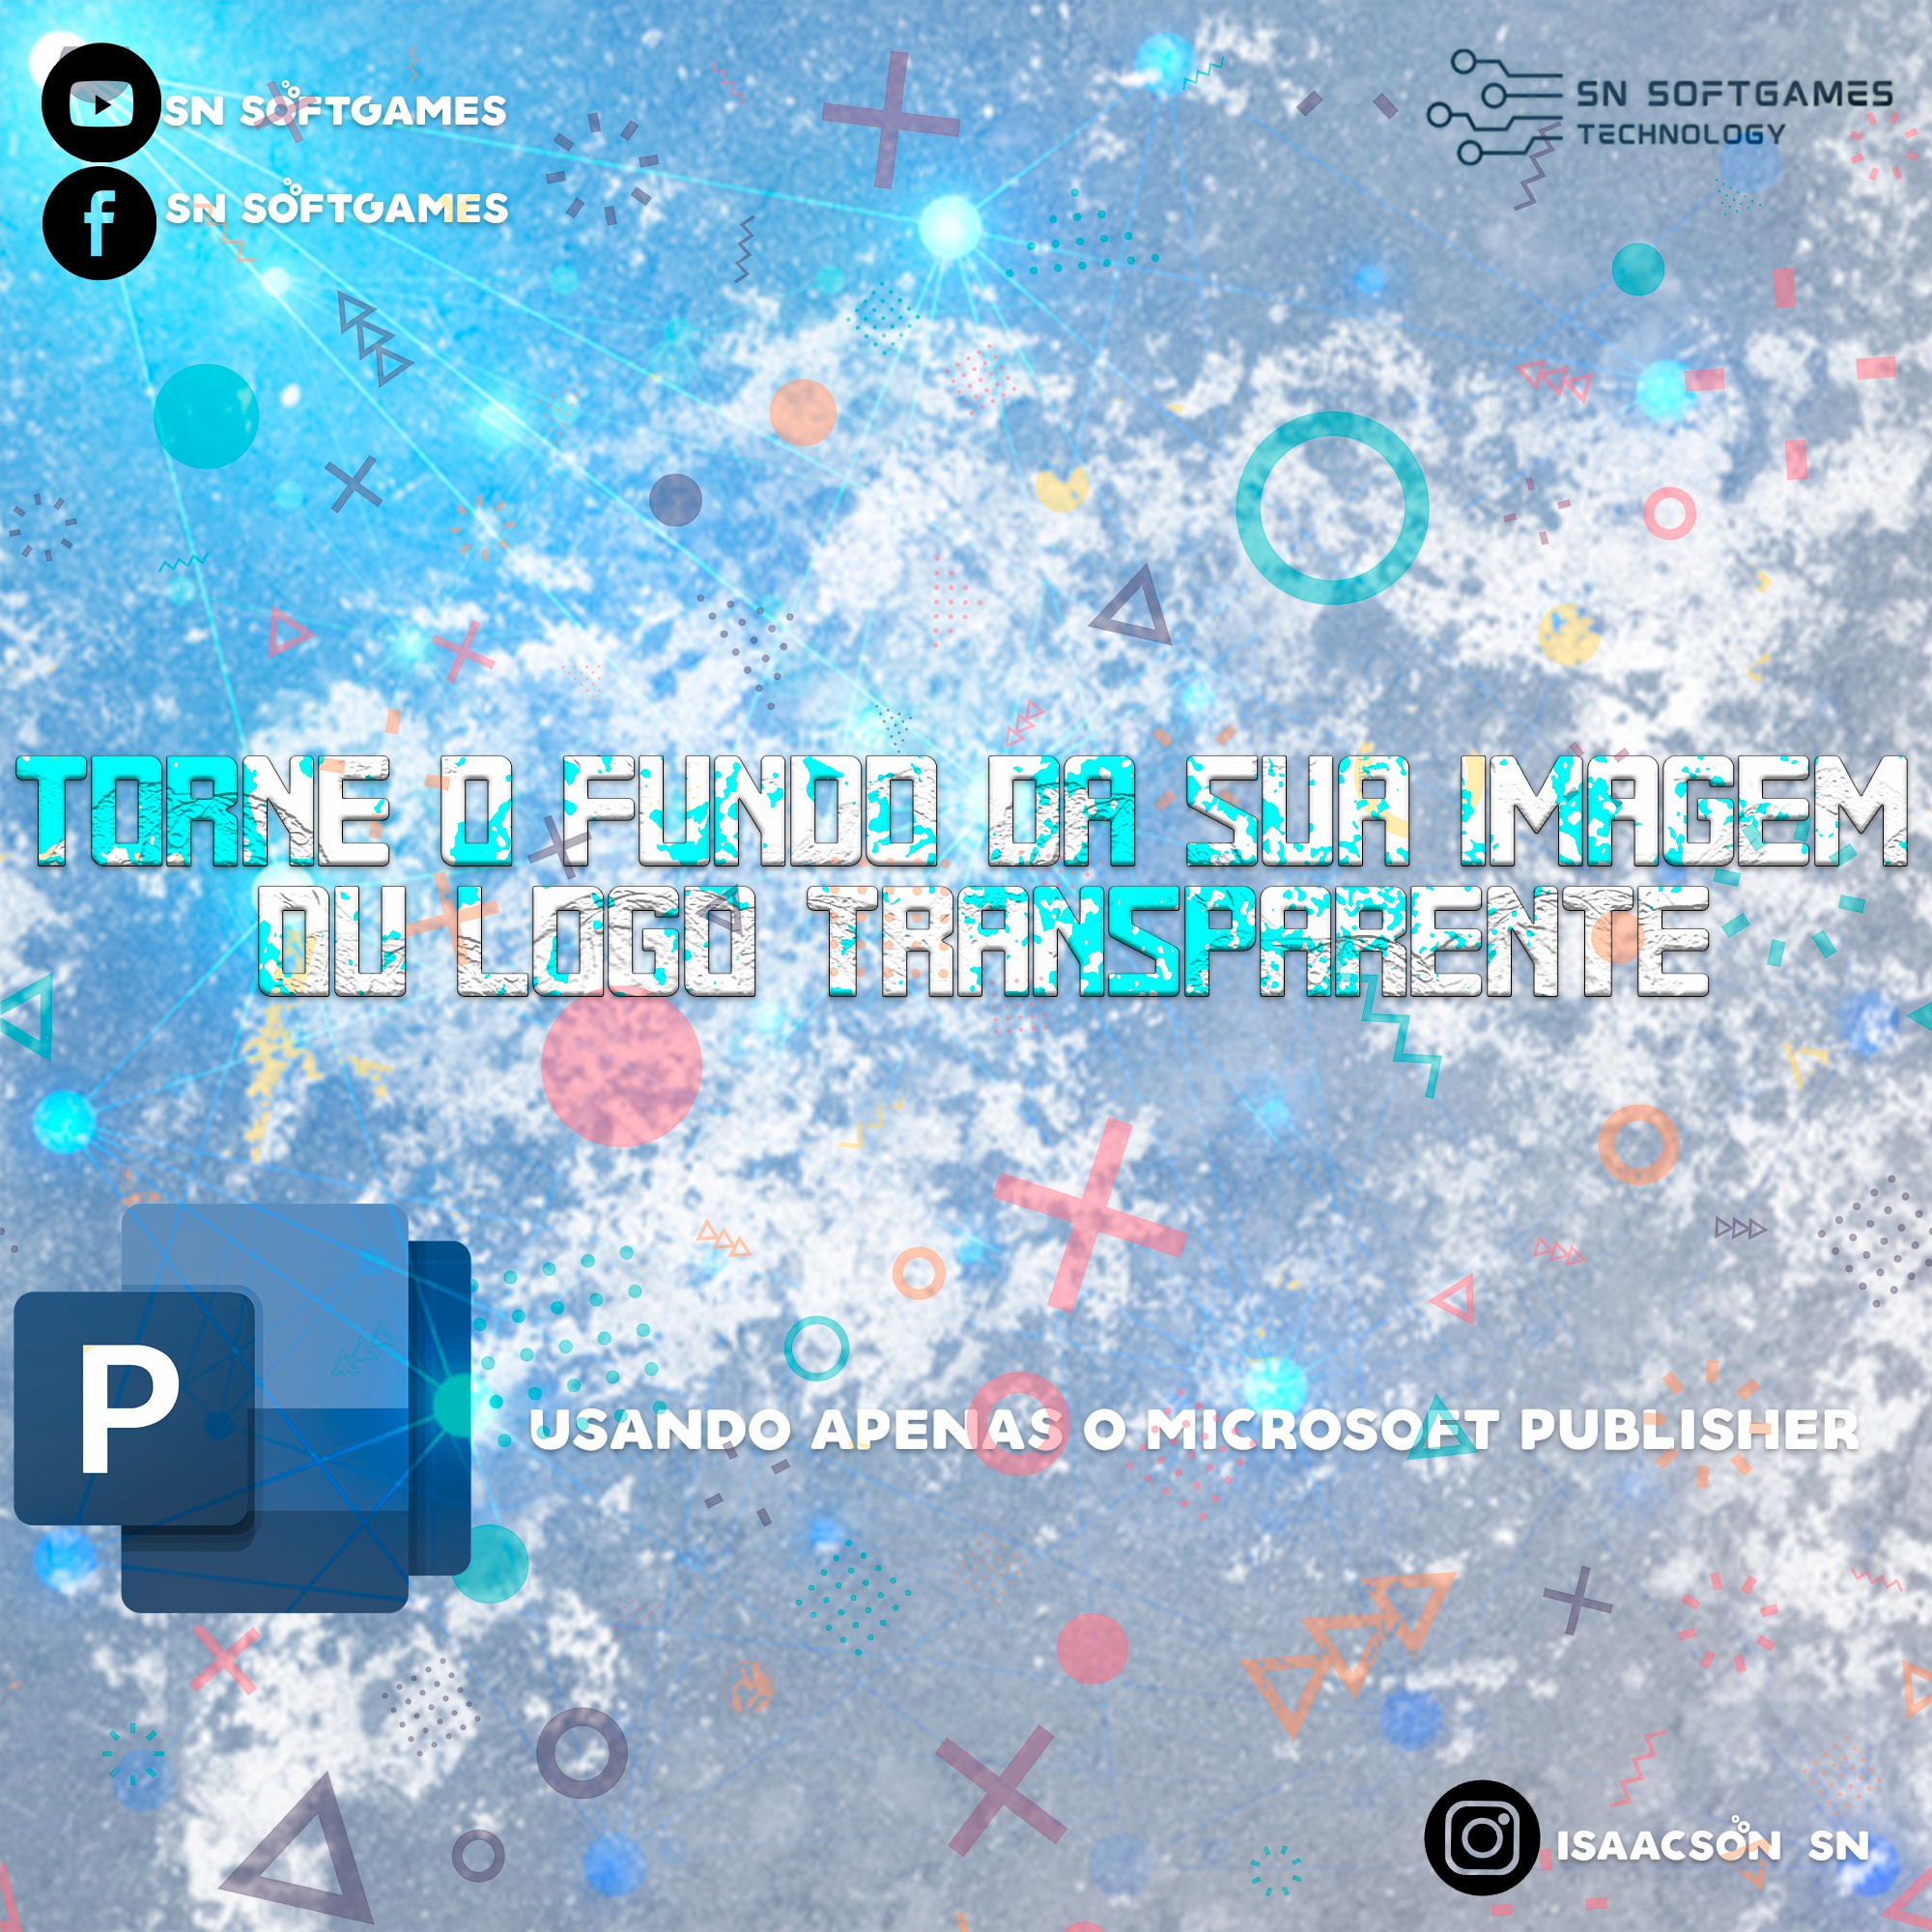 SN SOFTGAMES
SN SOFTGAMES
SN SOFTGAMES
TECHNOLOGY
TORNE O FUNDO DA SUA IMAGEM
OU LOGO TRANSPARENTE
P
USANDO APENAS O MICROSOFT PUBLISHER
ISAACSON SN